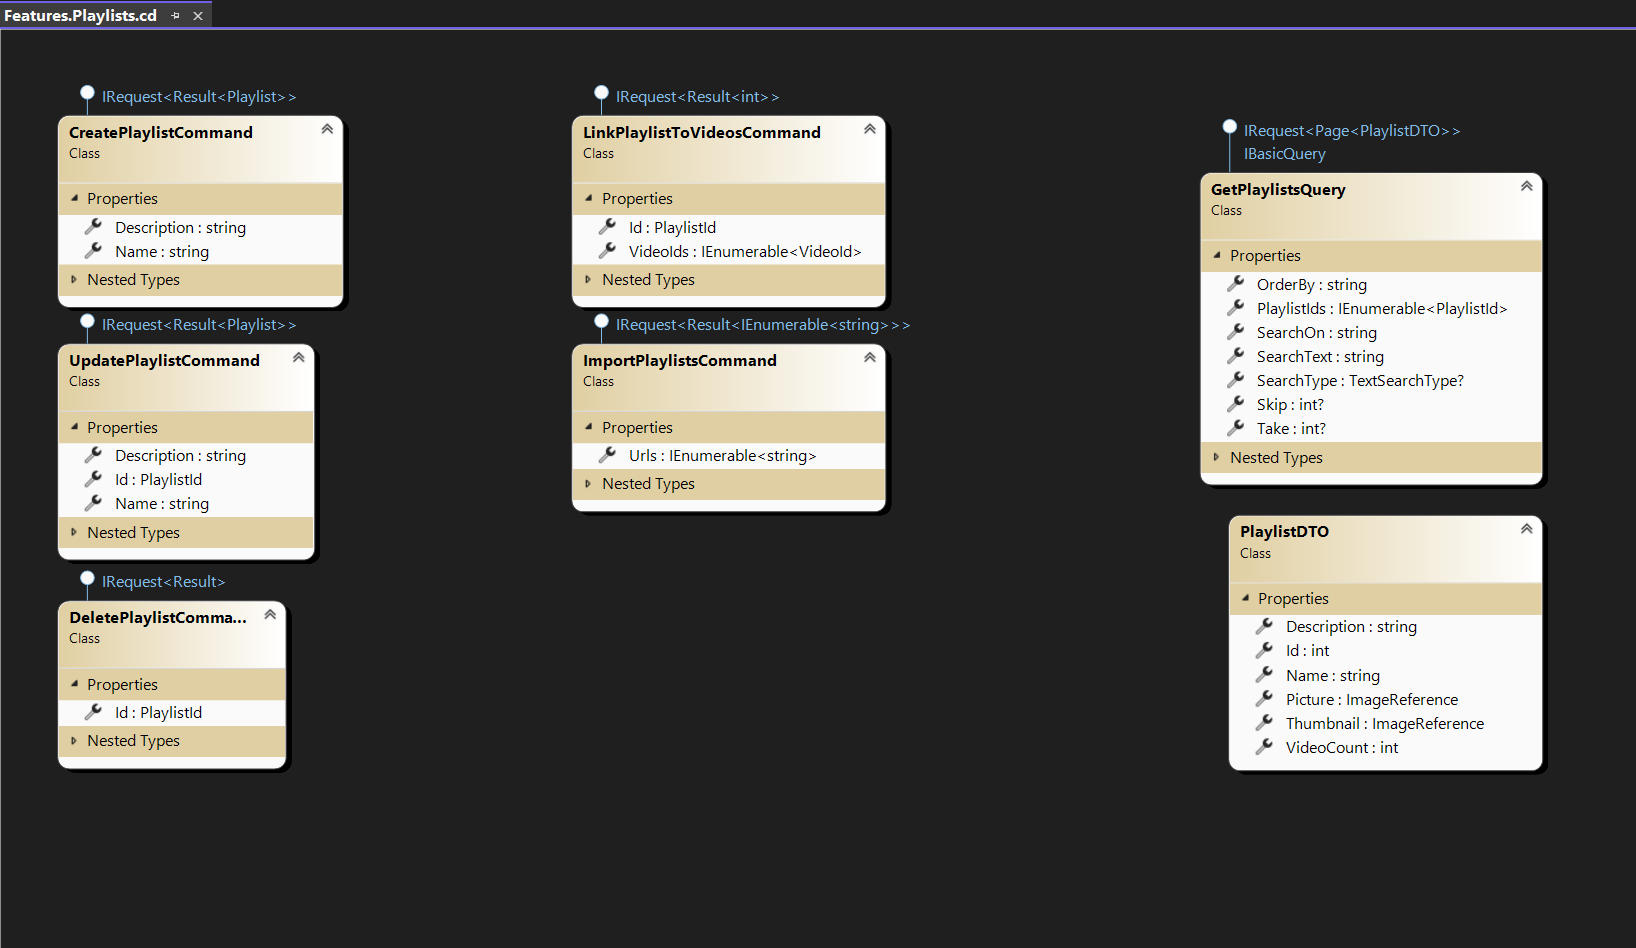 Features.Playlists.cd
IRequest<Result<Playlist>>
CreatePlaylistCommand
Class
Properties
Description : string
Name : string
Nested Types
IRequest<Result<Playlist>>
UpdatePlaylistCommand
Class
Properties
Description : string
Id : PlaylistId
Name : string
Nested Types
IRequest<Result>
DeletePlaylistComma...
Class
Properties
Id : PlaylistId
Nested Types
IRequest<Result<int>>
LinkPlaylistToVideosCommand
Class
Properties
Id : PlaylistId
VideoIds : IEnumerable<VideoId>
Nested Types
IRequest<Result<IEnumerable<string>>>
ImportPlaylistsCommand
Class
Properties
Urls : IEnumerable<string>
Nested Types
IRequest<Page<PlaylistDTO>>
IBasicQuery
GetPlaylistsQuery
Class
Properties
OrderBy : string
PlaylistIds : IEnumerable<PlaylistId>
SearchOn : string
SearchText : string
SearchType : TextSearchType?
Skip : int?
Take : int?
Nested Types
PlaylistDTO
Class
Properties
Description : string
Id : int
Name : string
Picture : ImageReference
Thumbnail : ImageReference
VideoCount : int